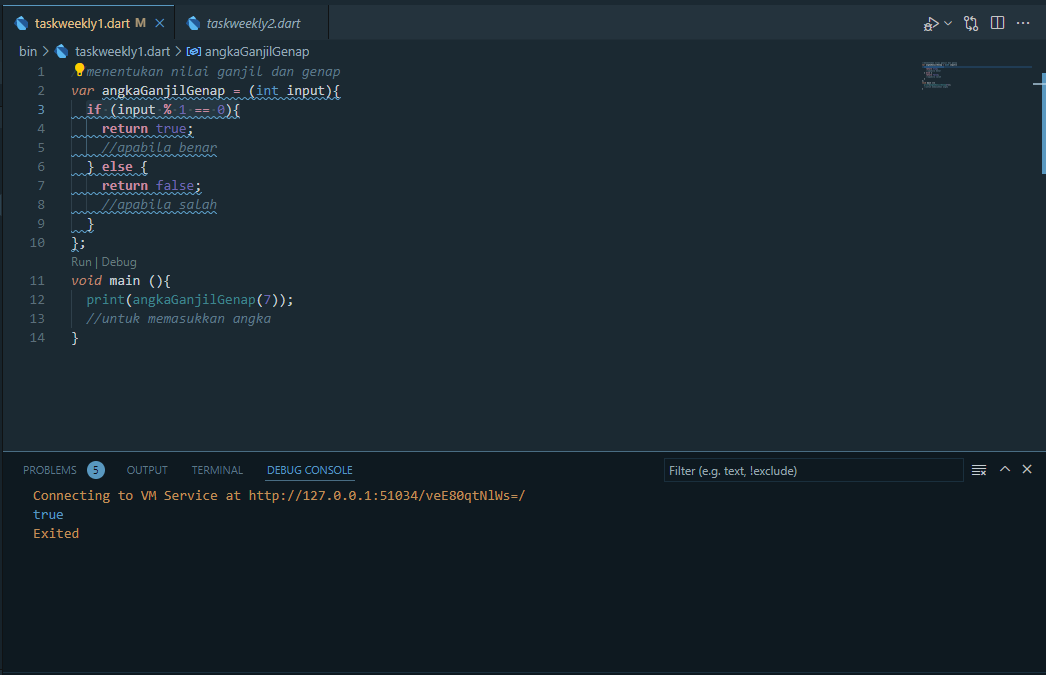 taskweekly1.dart M
taskweekly2.dart
bin > taskweekly1.dart > angkaGanjilGenap
1 menentukan nilai ganjil dan genap
2 var angkaGanjilGenap = (int input){
3 if (input % 1 == 0){
4 return true;
5 //apabila benar
6 } else {
7 return false;
8 //apabila salah
9 }
10 };
Run | Debug
11 void main (){
12 print(angkaGanjilGenap(7));
13 //untuk memasukkan angka
14 }
PROBLEMS 5 OUTPUT TERMINAL DEBUG CONSOLE Filter (e.g. text, !exclude)
Connecting to VM Service at http://127.0.0.1:51034/veE80qtNlWs=/
true
Exited